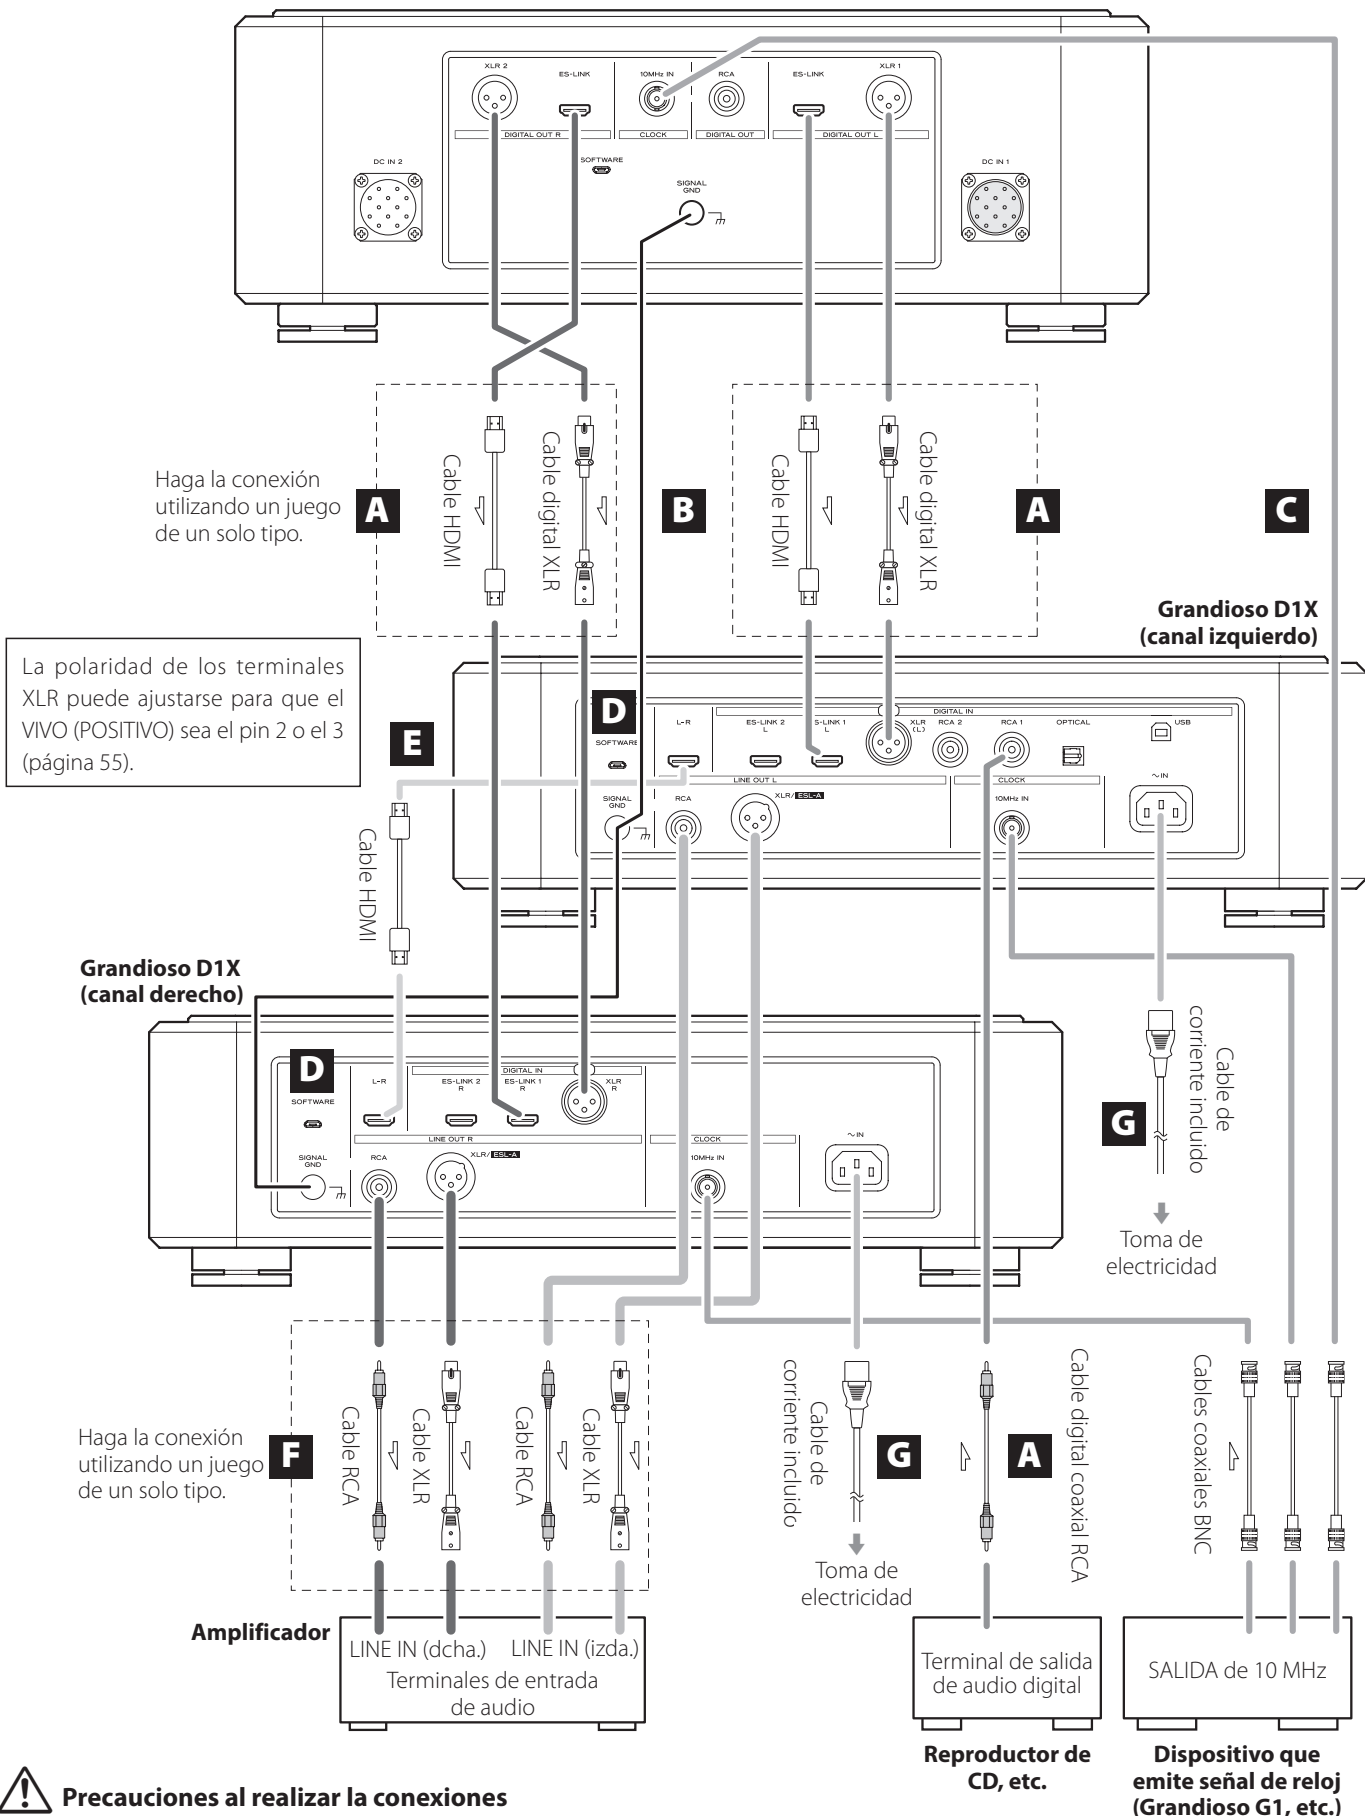 XLR 2
ES-LINK
10MHz IN
RCA
ES-LINK
XLR 1
DIGITAL OUT R
CLOCK
DIGITAL OUT
DIGITAL OUT L
SOFTWARE
DC IN 2
SIGNAL
GND
DC IN 1
Haga la conexión
utilizando un juego
de un solo tipo.
A
Cable HDMI
Cable digital XLR
B
Cable HDMI
Cable digital XLR
A
C
La polaridad de los terminales
XLR puede ajustarse para que el
VIVO (POSITIVO) sea el pin 2 o el 3
(página 55).
Grandioso D1X
(canal izquierdo)
D
E
SOFTWARE
L-R
DIGITAL IN
ES-LINK 2
L
S-LINK 1
L
XLR
(L)
RCA 2
RCA 1
OPTICAL
USB
LINE OUT L
CLOCK
SIGNAL
GND
RCA
XLR/ESL-A
10MHz IN
~IN
Cable HDMI
Grandioso D1X
(canal derecho)
D
SOFTWARE
L-R
DIGITAL IN
ES-LINK 2
R
ES-LINK 1
R
XLR
R
LINE OUT R
CLOCK
SIGNAL
GND
RCA
XLR/ESL-A
10MHz IN
~IN
G
Cable de
corriente incluido
Toma de
electricidad
Haga la conexión
utilizando un juego
de un solo tipo.
F
Cable RCA
Cable XLR
Cable RCA
Cable XLR
Cable de
corriente incluido
G
Toma de
electricidad
A
Cable digital coaxial RCA
Cables coaxiales BNC
Amplificador
LINE IN (dcha.)
LINE IN (izda.)
Terminales de entrada
de audio
Terminal de salida
de audio digital
SALIDA de 10 MHz
Reproductor de
CD, etc.
Dispositivo que
emite señal de reloj
(Grandioso G1, etc.)
Precauciones al realizar la conexiones